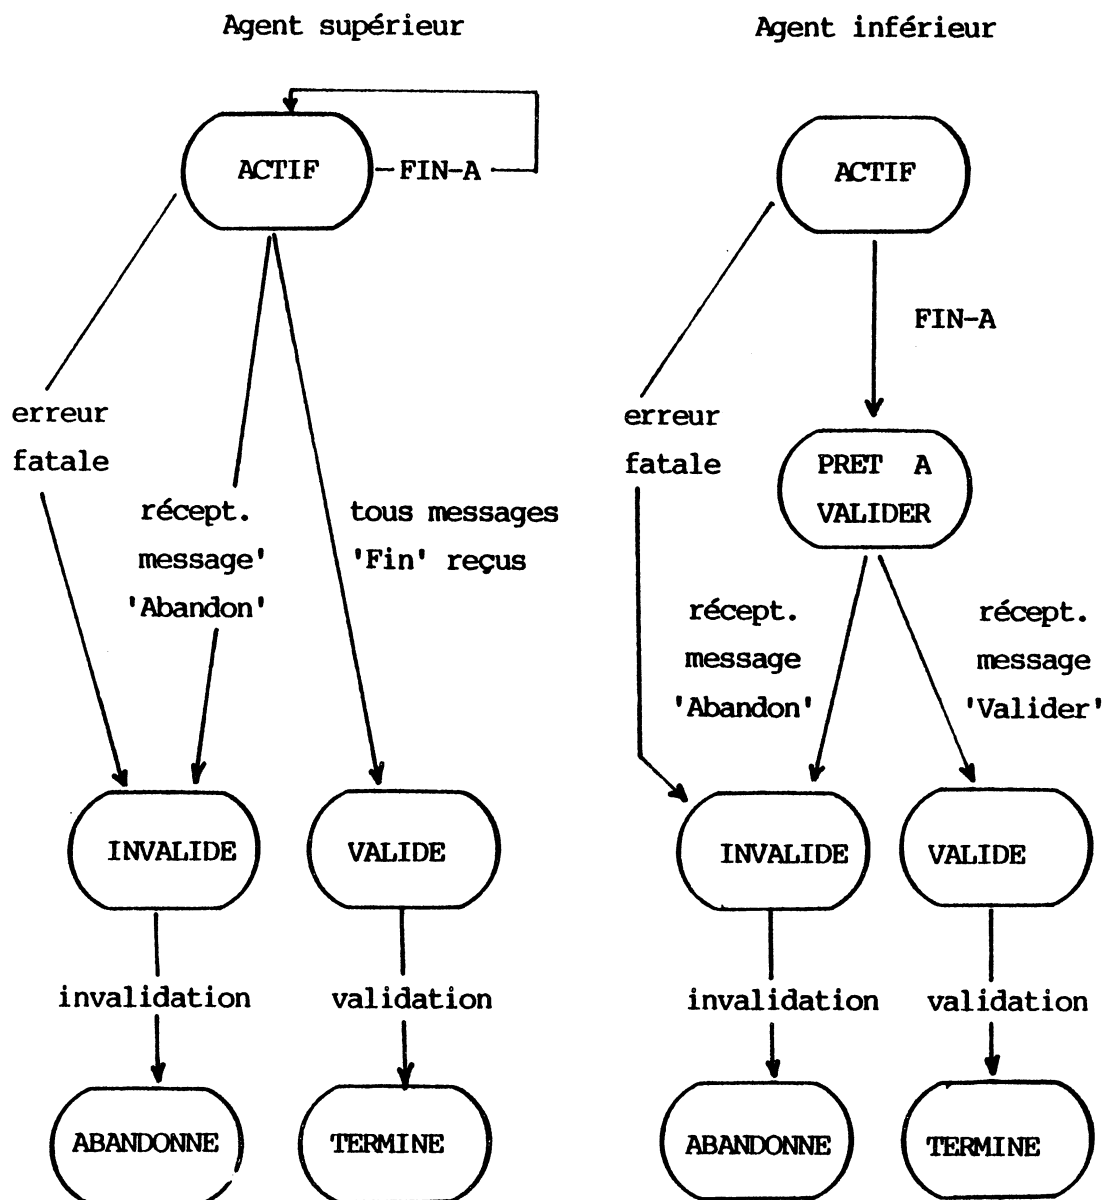 Agent supérieur
ACTIF
FIN-A
erreur
fatale
récept.
message'
'Abandon'
tous messages
'Fin' reçus
INVALIDE
VALIDE
invalidation
validation
ABANDONNE
TERMINE
Agent inférieur
ACTIF
FIN-A
erreur
fatale
PRET A
VALIDER
récept.
message
'Abandon'
récept.
message
'Valider'
INVALIDE
VALIDE
invalidation
validation
ABANDONNE
TERMINE